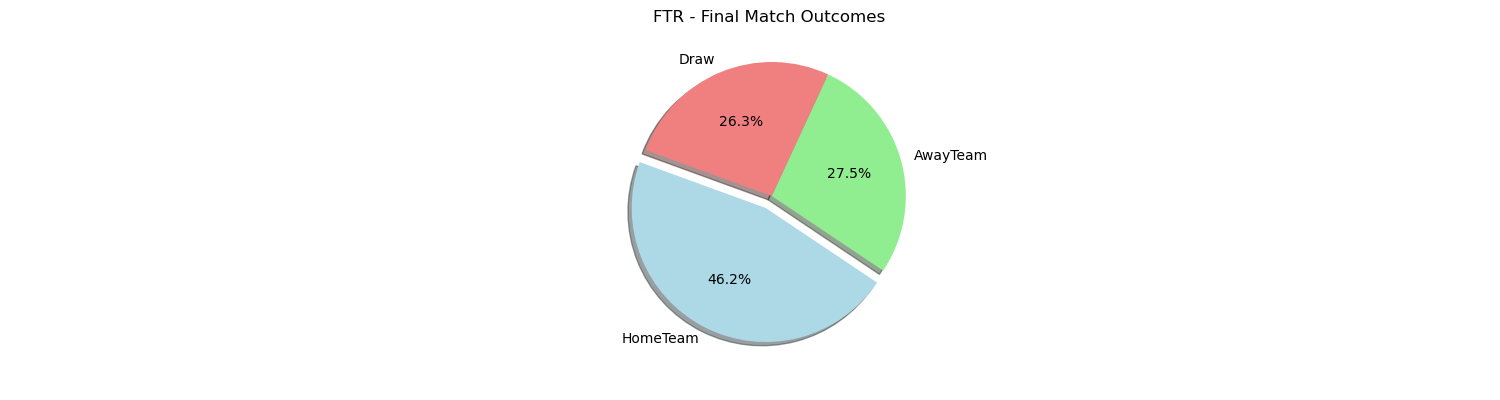 FTR - Final Match Outcomes
Draw
26.3%
AwayTeam
27.5%
46.2%
HomeTeam